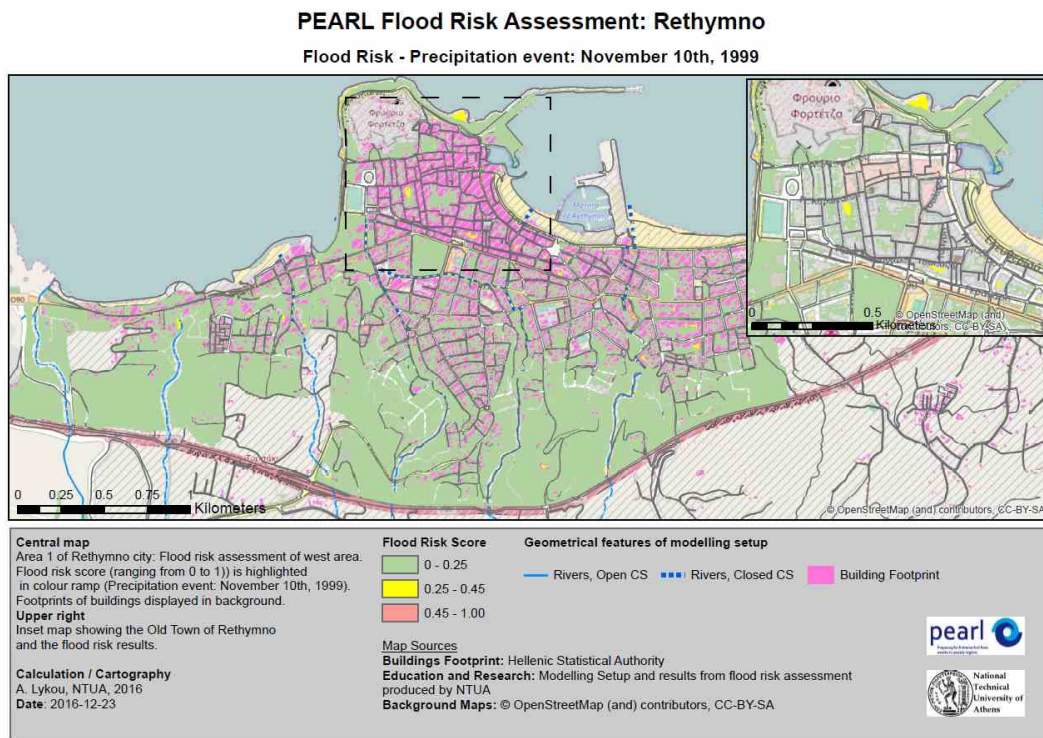 PEARL Flood Risk Assessment: Rethymno
Flood Risk - Precipitation event: November 10th, 1999
Φρούριο
Φορτέτζα
Marina
of Rethymno
O90
0 0.25 0.5 0.75 1
Kilometers
© OpenStreetMap (and) contributors, CC-BY-SA
Φρούριο
Φορτέτζα
0 0.5
Kilometers
© OpenStreetMap (and)
contributors, CC-BY-SA
Central map
Area 1 of Rethymno city: Flood risk assessment of west area.
Flood risk score (ranging from 0 to 1)) is highlighted
in colour ramp (Precipitation event: November 10th, 1999).
Footprints of buildings displayed in background.
Upper right
Inset map showing the Old Town of Rethymno
and the flood risk results.
Calculation / Cartography
A. Lykou, NTUA, 2016
Date: 2016-12-23
Flood Risk Score
0 - 0.25
0.25 - 0.45
0.45 - 1.00
Geometrical features of modelling setup
Rivers, Open CS
Rivers, Closed CS
Building Footprint
Map Sources
Buildings Footprint: Hellenic Statistical Authority
Education and Research: Modelling Setup and results from flood risk assessment
produced by NTUA
Background Maps: © OpenStreetMap (and) contributors, CC-BY-SA
pearl
National
Technical
University of
Athens